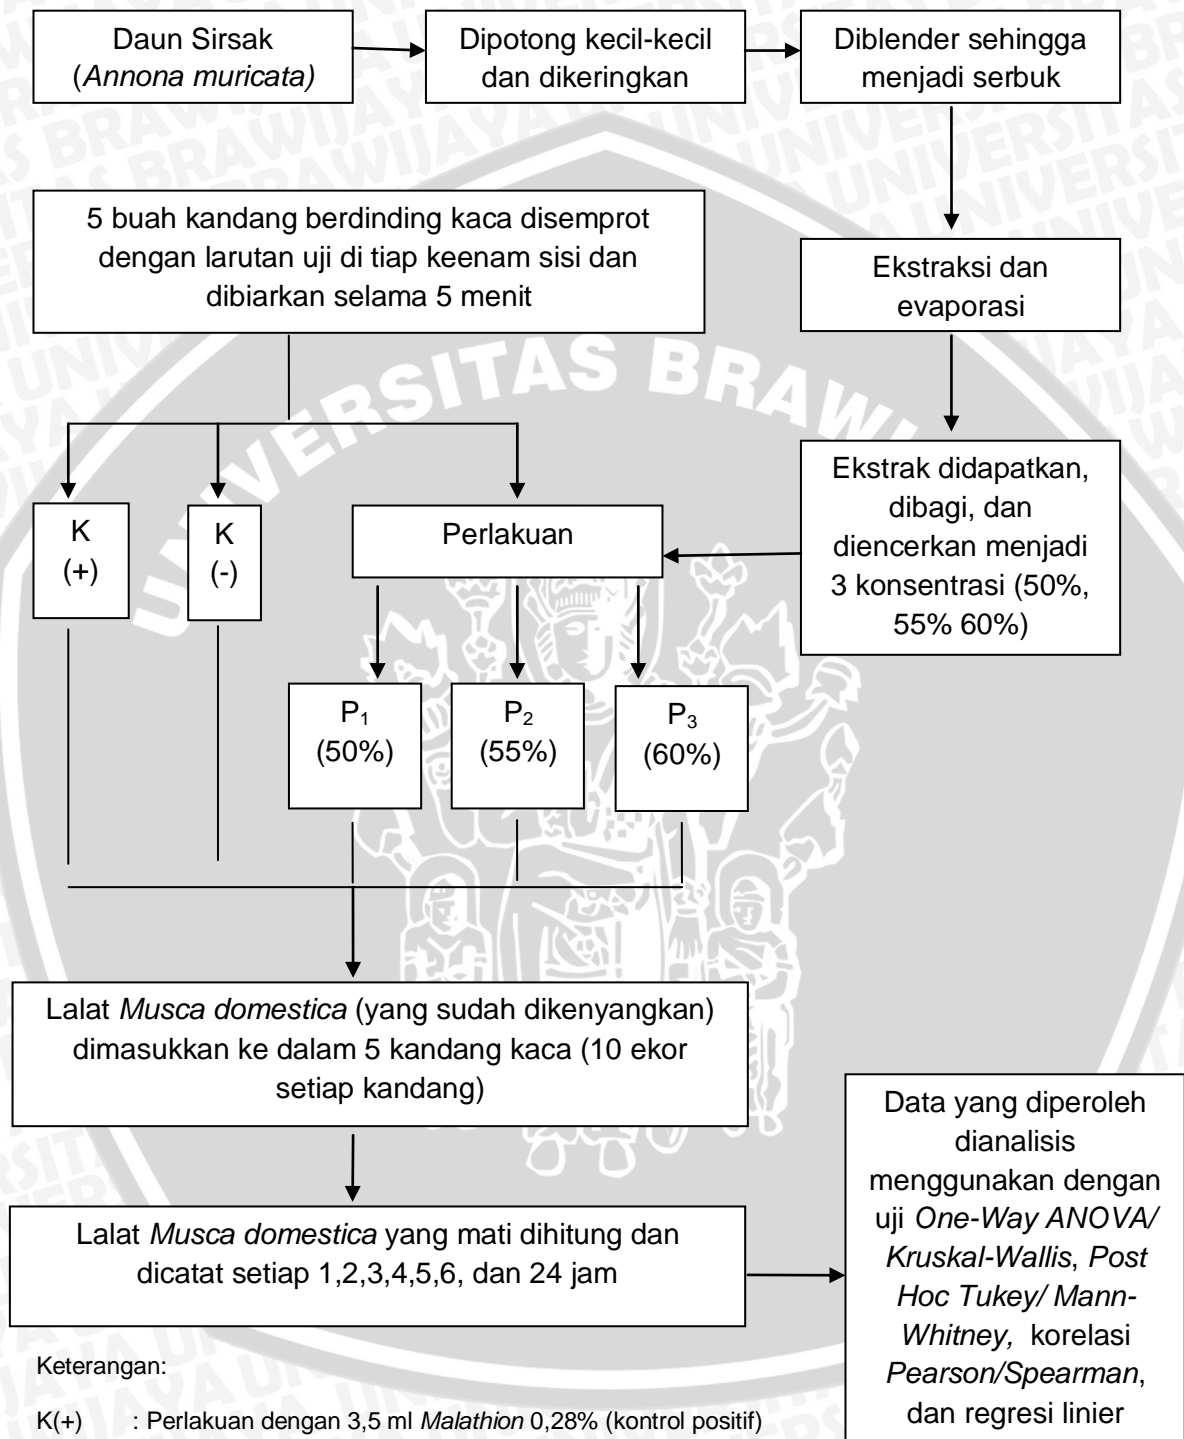 Daun Sirsak
(Annona muricata)
Dipotong kecil-kecil
dan dikeringkan
Diblender sehingga
menjadi serbuk
5 buah kandang berdinding kaca disemprot
dengan larutan uji di tiap keenam sisi dan
dibiarkan selama 5 menit
Ekstraksi dan
evaporasi
UNIVERSITAS BRAWIJ
Ekstrak didapatkan,
dibagi, dan
diencerkan menjadi
3 konsentrasi (50%,
55% 60%)
K
(+)
K
(-)
Perlakuan
P₁
(50%)
P₂
(55%)
P₃
(60%)
Lalat Musca domestica (yang sudah dikenyangkan)
dimasukkan ke dalam 5 kandang kaca (10 ekor
setiap kandang)
Lalat Musca domestica yang mati dihitung dan
dicatat setiap 1,2,3,4,5,6, dan 24 jam
Data yang diperoleh
dianalisis
menggunakan dengan
uji One-Way ANOVA/
Kruskal-Wallis, Post
Hoc Tukey/ Mann-
Whitney, korelasi
Pearson/Spearman,
dan regresi linier
Keterangan:
K(+) : Perlakuan dengan 3,5 ml Malathion 0,28% (kontrol positif)